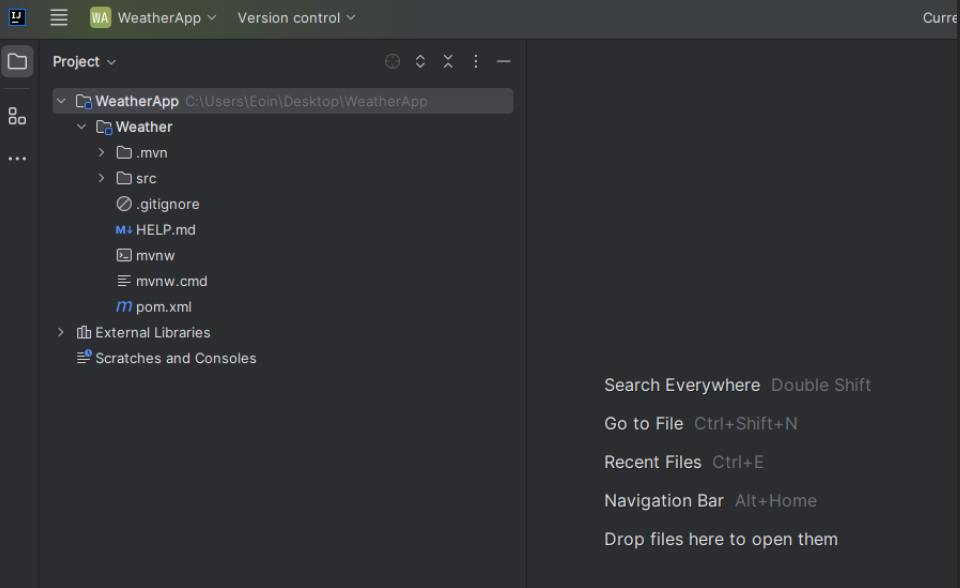 IJ
WA WeatherApp Version control Curre
Project
WeatherApp C:\Users\Eoin\Desktop\WeatherApp
Weather
.mvn
src
.gitignore
M↓ HELP.md
mvnw
mvnw.cmd
m pom.xml
External Libraries
Scratches and Consoles
Search Everywhere Double Shift
Go to File Ctrl+Shift+N
Recent Files Ctrl+E
Navigation Bar Alt+Home
Drop files here to open them